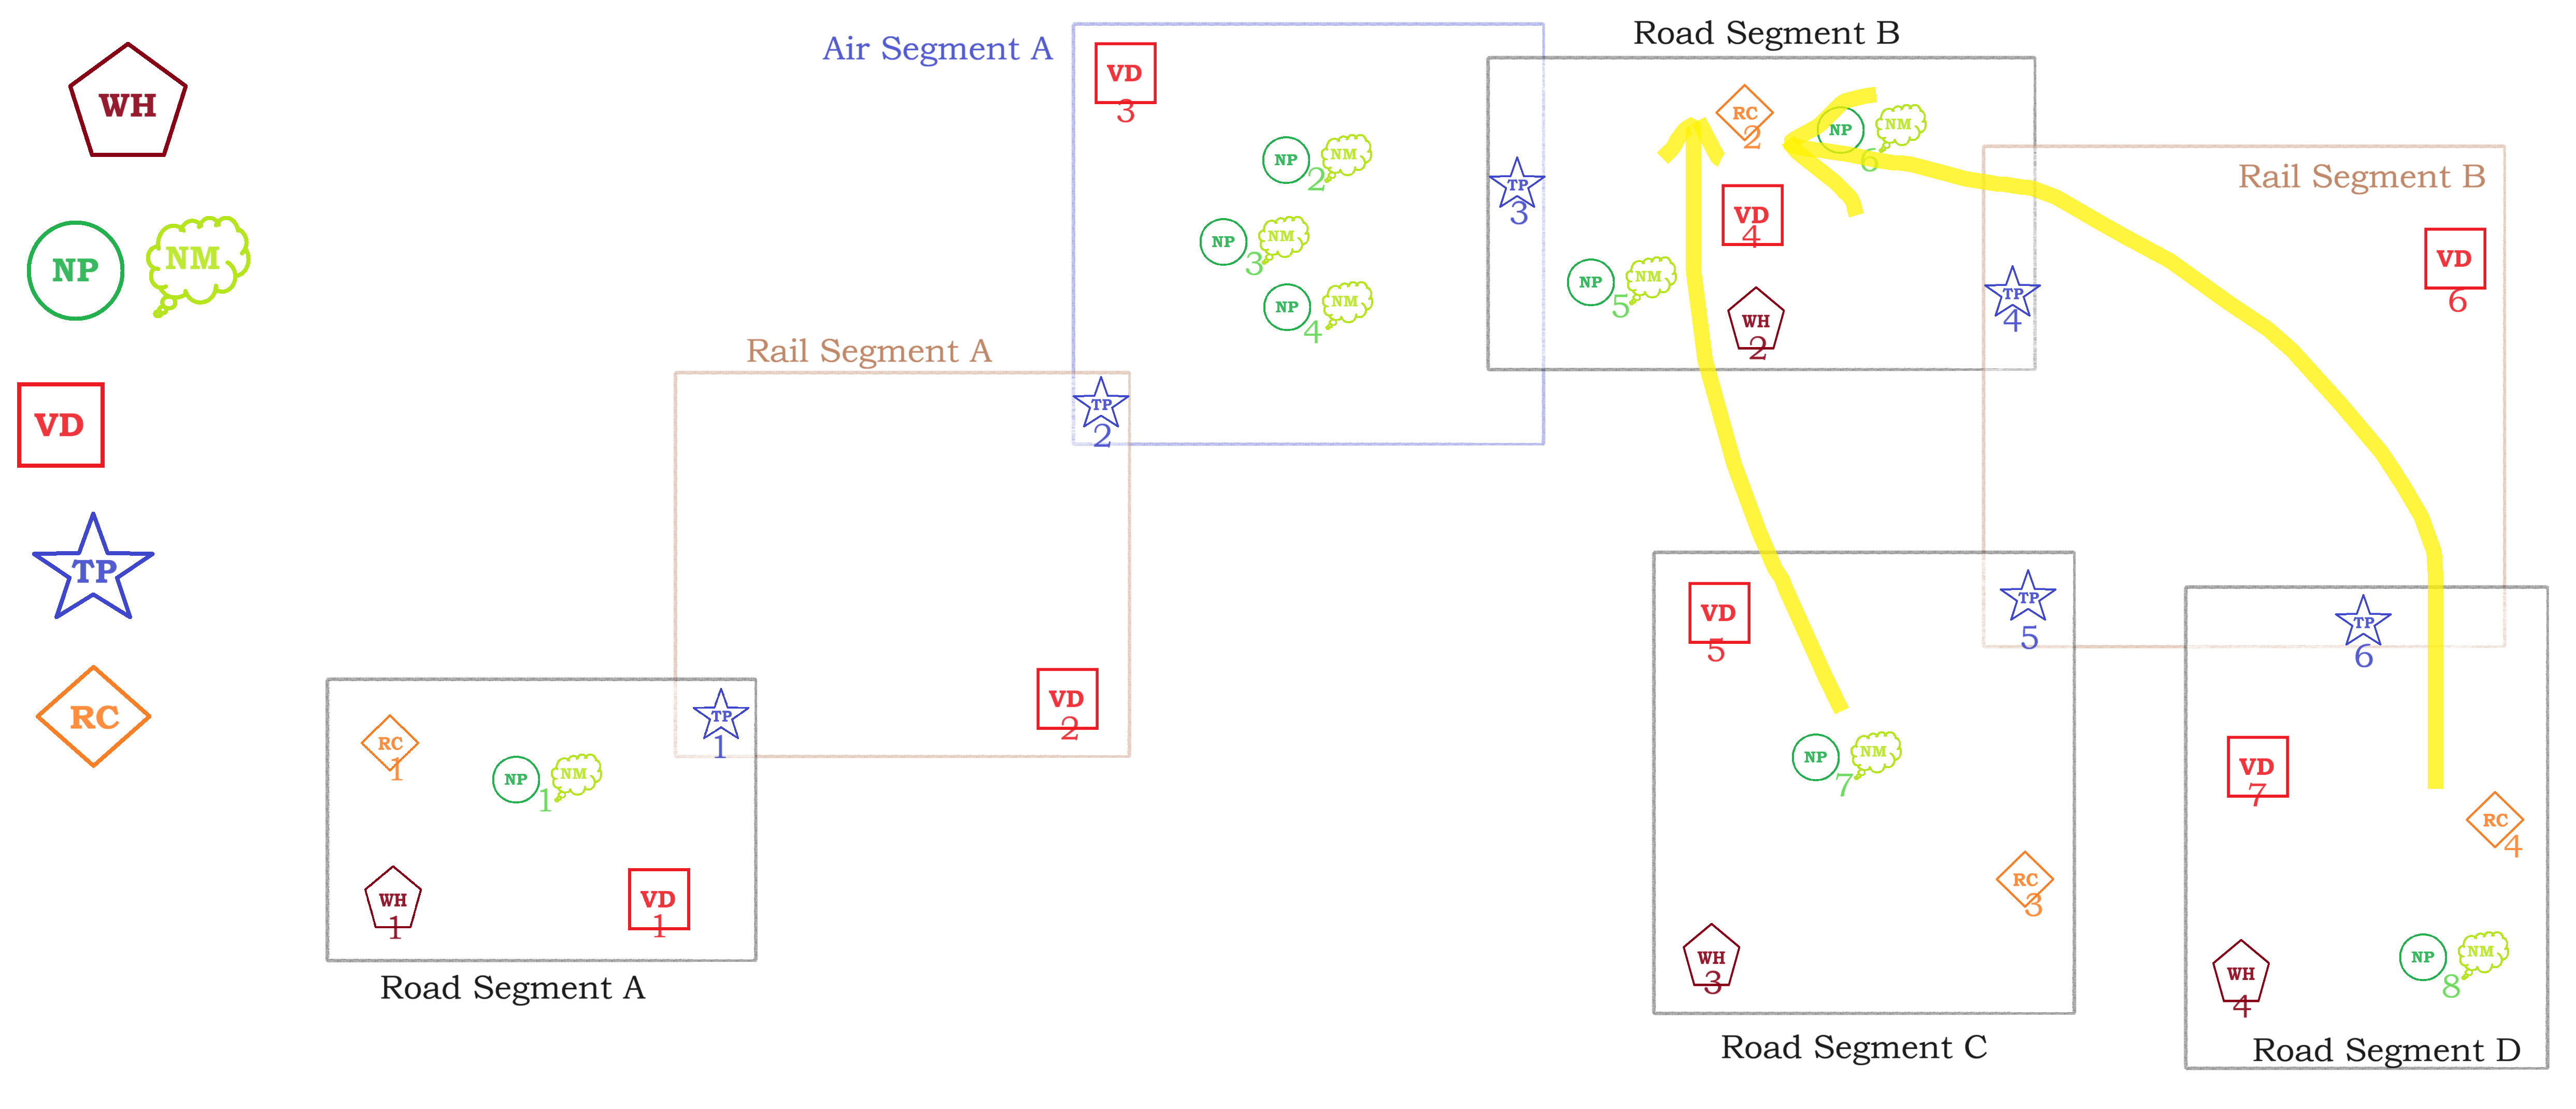 WH
NP NM
VD
TP
RC
Air Segment A
VD
3
NP 2 NM
NP 3 NM
NP 4 NM
TP
2
Road Segment B
RC
2
NP 6 NM
TP
3
VD
4
NP 5 NM
WH
2
TP
4
Rail Segment B
VD
6
Rail Segment A
VD
2
TP
1
RC
1
NP 1 NM
WH
1
VD
1
Road Segment A
VD
5
TP
5
NP 7 NM
RC
3
WH
3
Road Segment C
TP
6
VD
7
RC
4
WH
4
NP 8 NM
Road Segment D